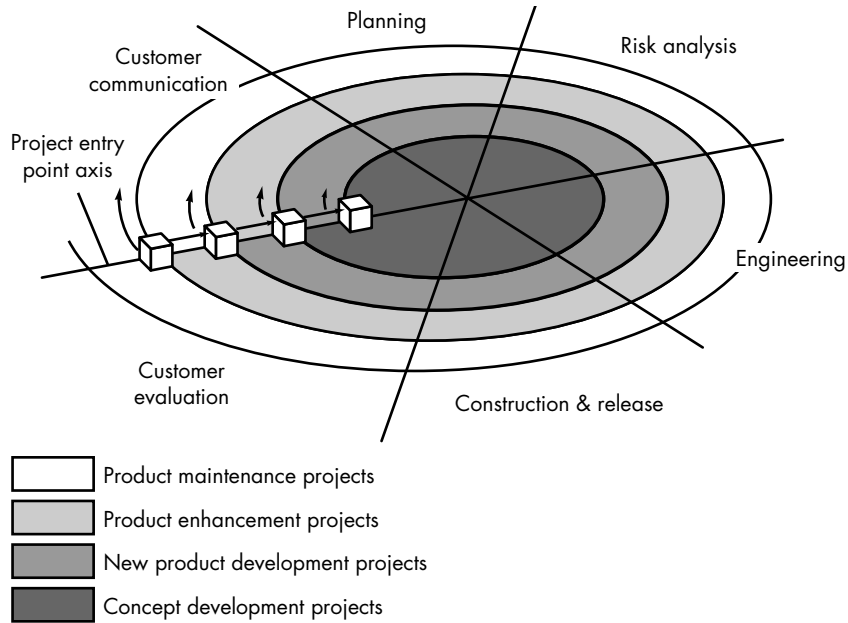 Planning
Risk analysis
Customer
communication
Project entry
point axis
Engineering
Customer
evaluation
Construction & release
Product maintenance projects
Product enhancement projects
New product development projects
Concept development projects